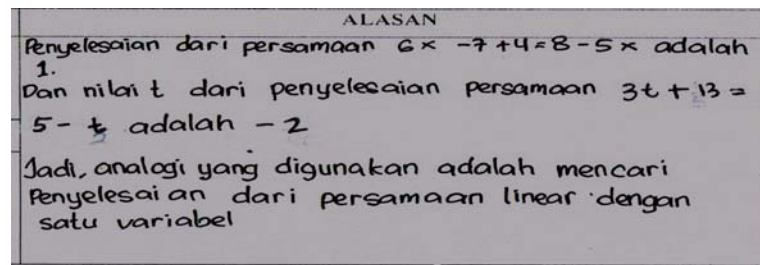 ALASAN
Penyelesaian dari persamaan 6x -7+4=8-5x adalah
1.
Dan nilai t dari penyelesaian persamaan 3t + 13 =
5- t adalah -2
Jadi, analogi yang digunakan adalah mencari
Penyelesaian dari persamaan linear dengan
satu variabel